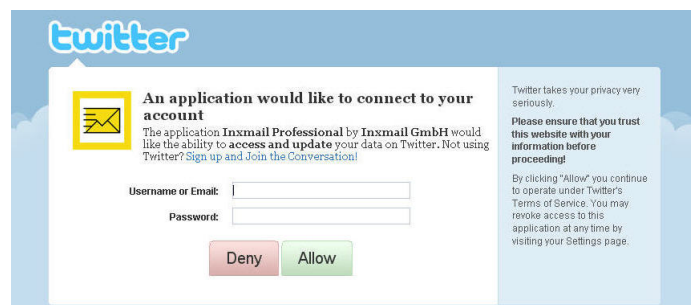 twitter
An application would like to connect to your
account
The application Inxmail Professional by Inxmail GmbH would
like the ability to access and update your data on Twitter. Not using
Twitter? Sign up and Join the Conversation!
Username or Email:
Password:
Deny Allow
Twitter takes your privacy very
seriously.
Please ensure that you trust
this website with your
information before
proceeding!
By clicking "Allow" you continue
to operate under Twitter's
Terms of Service. You may
revoke access to this
application at any time by
visiting your Settings page.